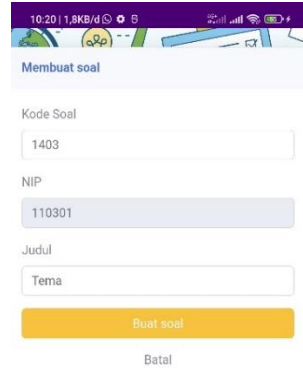 10:20 | 1,8KB/d
Membuat soal
Kode Soal
1403
NIP
110301
Judul
Tema
Buat soal
Batal